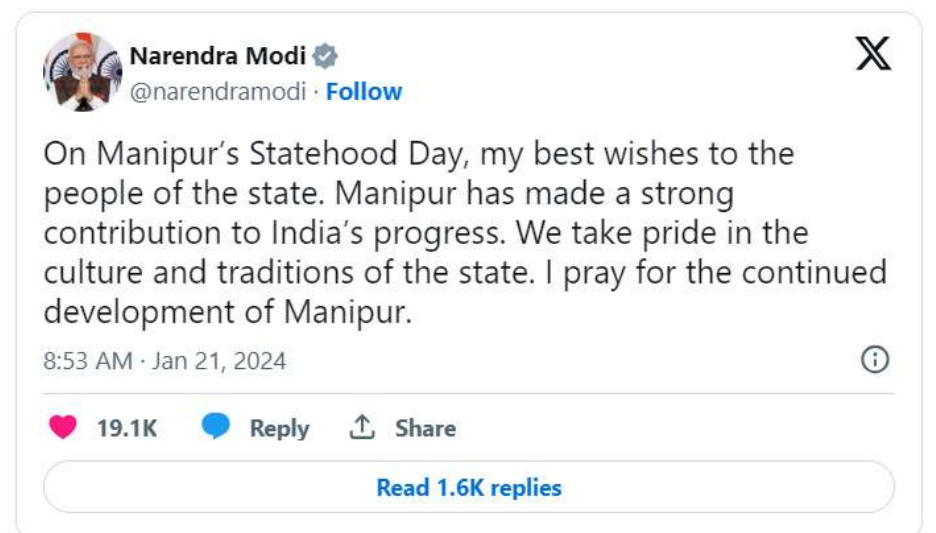 Narendra Modi
@narendramodi · Follow
On Manipur’s Statehood Day, my best wishes to the
people of the state. Manipur has made a strong
contribution to India’s progress. We take pride in the
culture and traditions of the state. I pray for the continued
development of Manipur.
8:53 AM · Jan 21, 2024
19.1K Reply Share
Read 1.6K replies